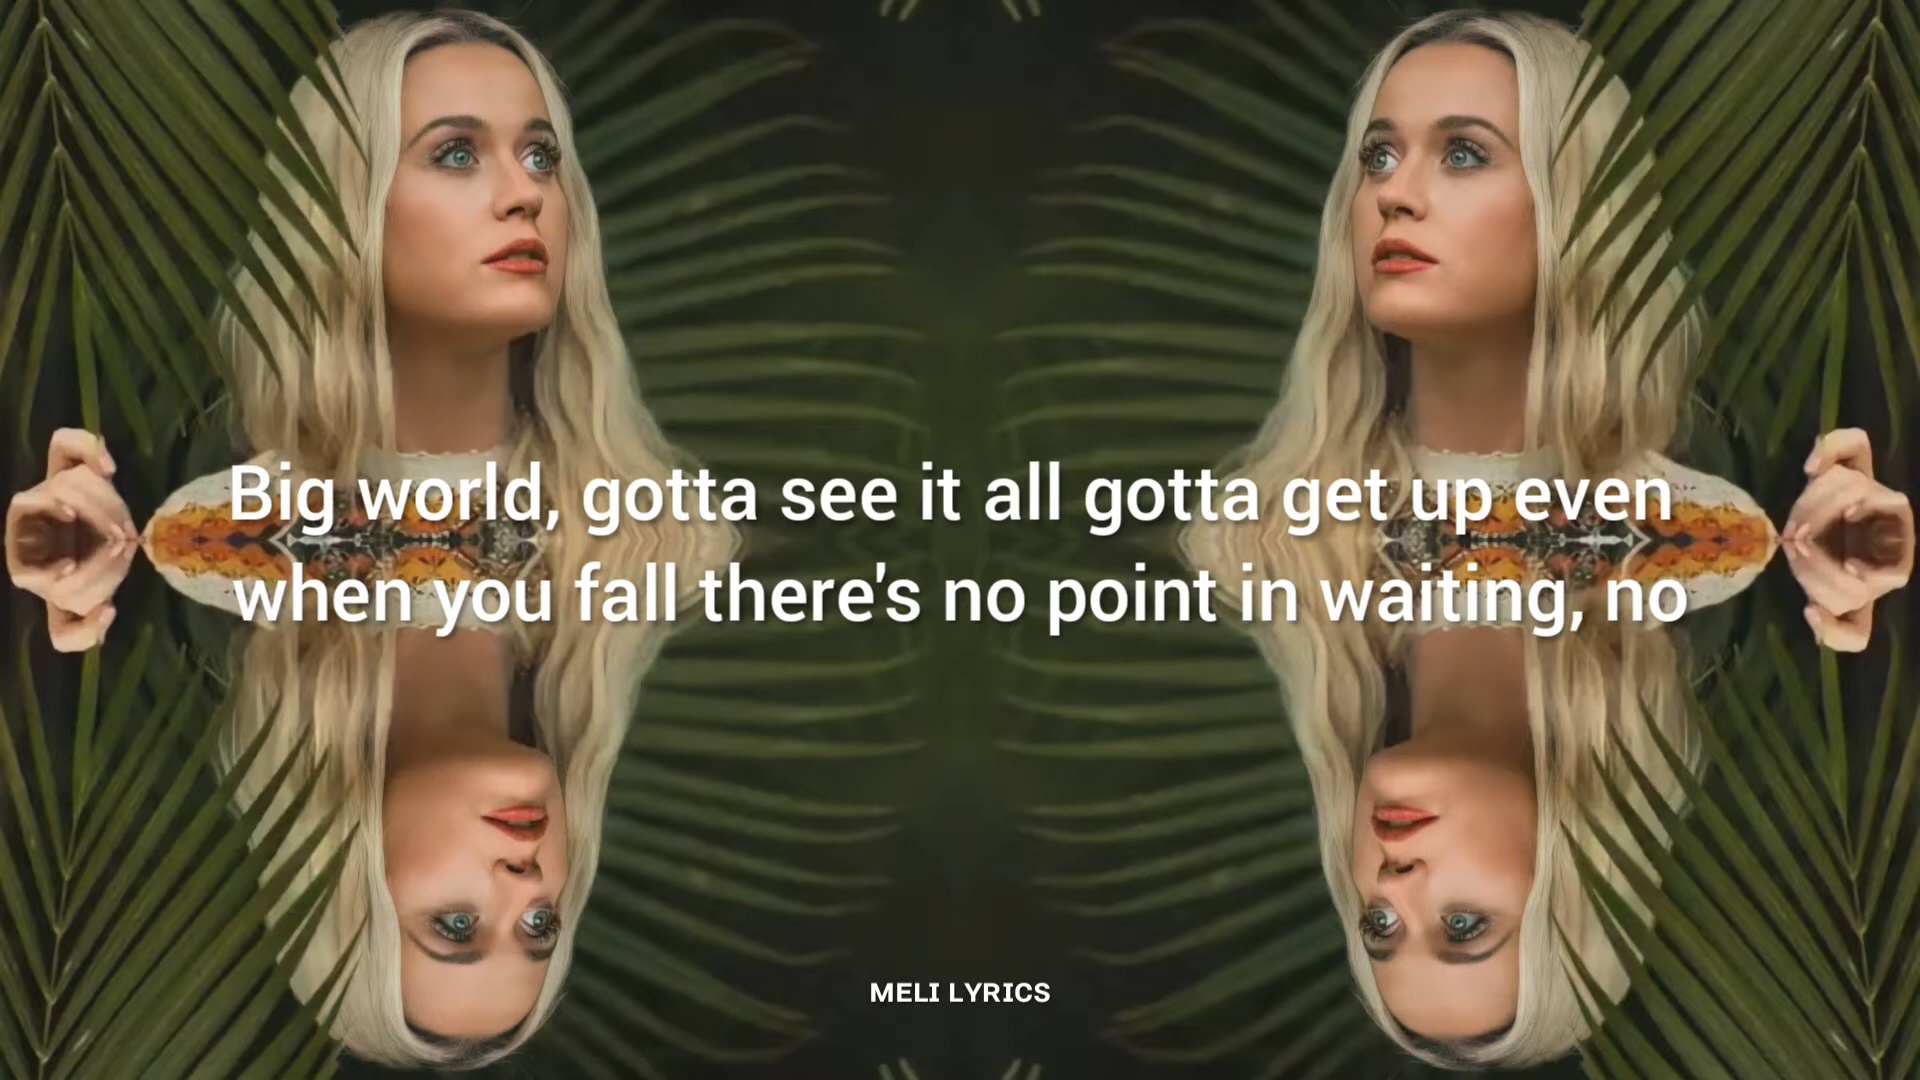 Big world, gotta see it all gotta get up even
when you fall there's no point in waiting, no
MELI LYRICS